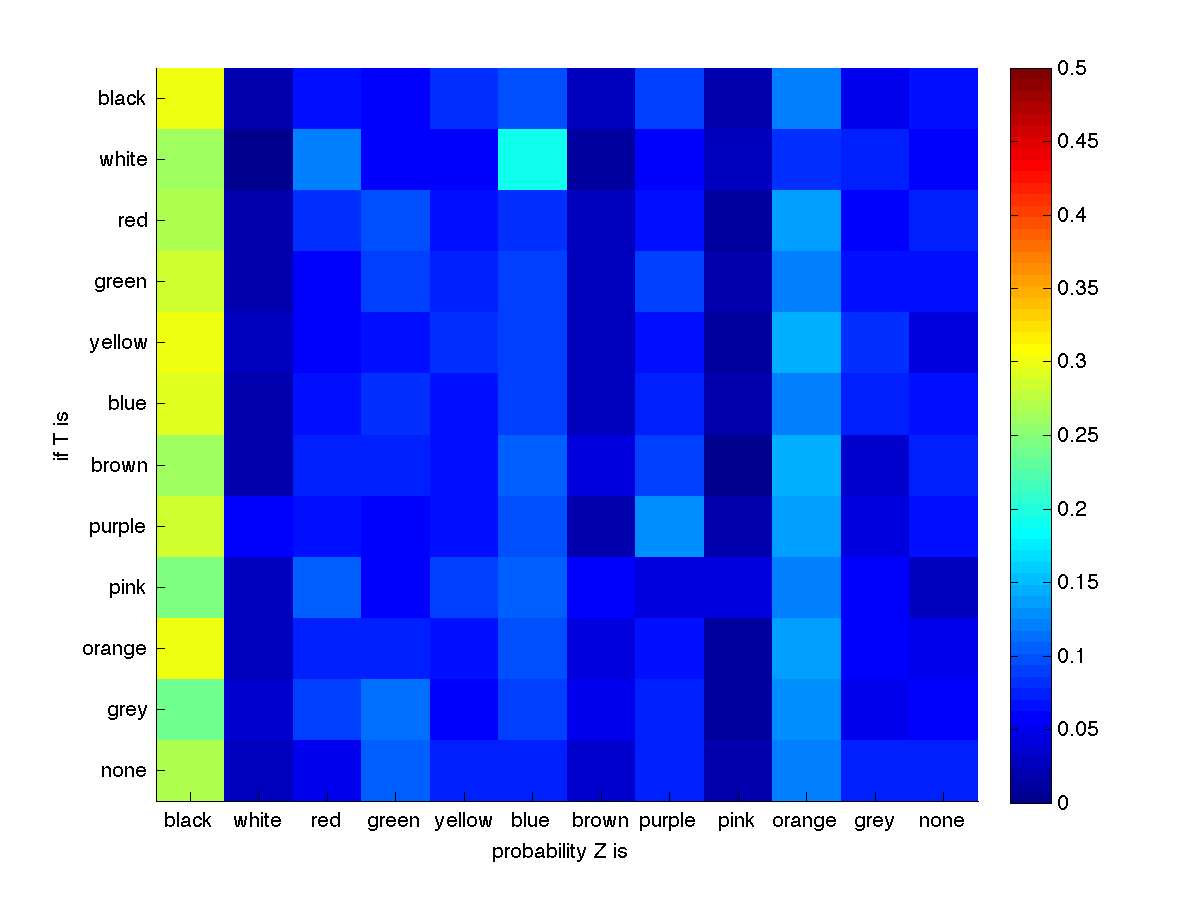 black
white
red
green
yellow
blue
brown
purple
pink
orange
grey
none
if T is
black white red green yellow blue brown purple pink orange grey none
probability Z is
0.5
0.45
0.4
0.35
0.3
0.25
0.2
0.15
0.1
0.05
0